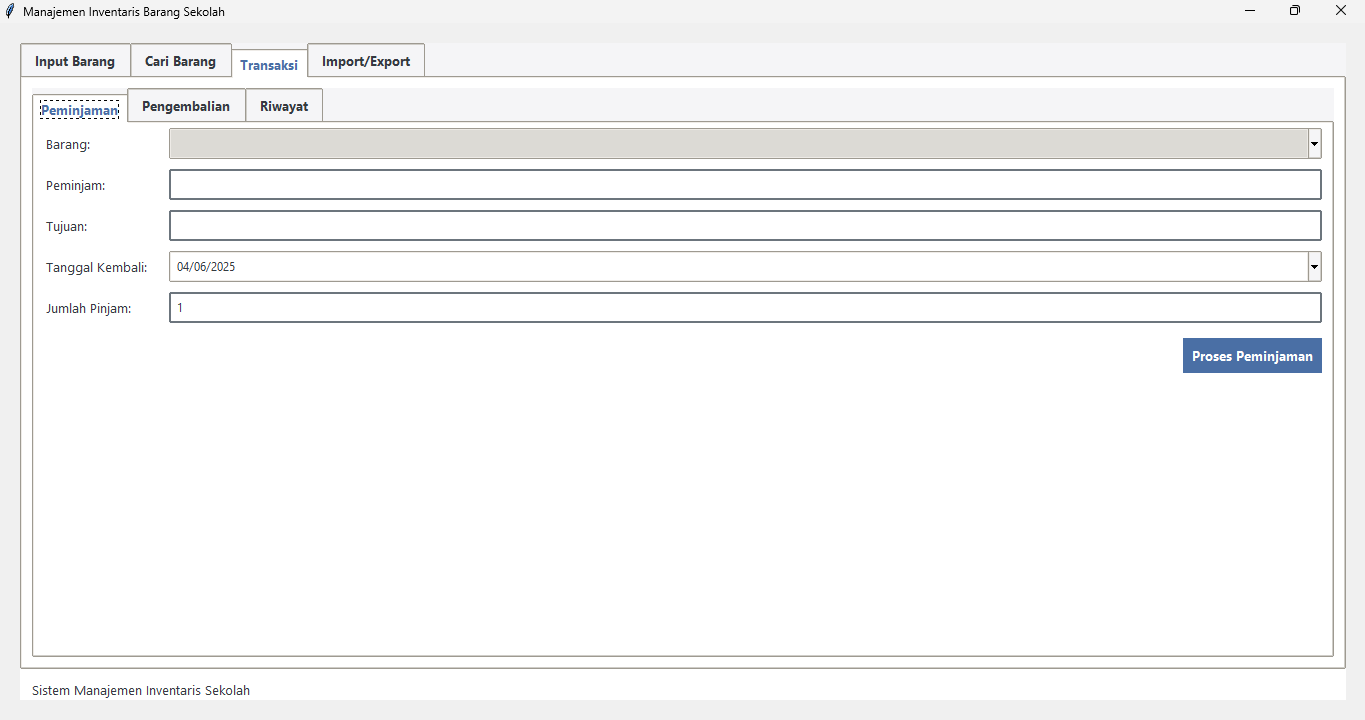 Manajemen Inventaris Barang Sekolah
Input Barang Cari Barang Transaksi Import/Export
Peminjaman Pengembalian Riwayat
Barang:
Peminjam:
Tujuan:
Tanggal Kembali: 04/06/2025
Jumlah Pinjam: 1
Proses Peminjaman
Sistem Manajemen Inventaris Sekolah